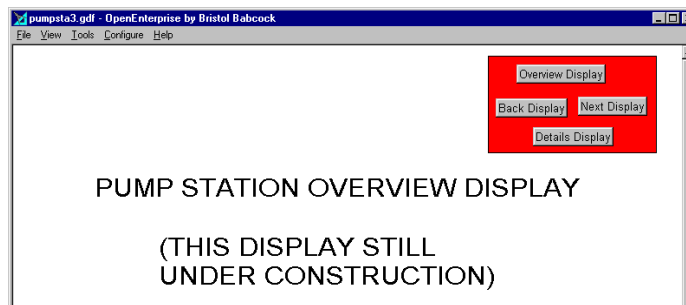 pumpsta3.gdf - OpenEnterprise by Bristol Babcock
File View Tools Configure Help
Overview Display
Back Display Next Display
Details Display
PUMP STATION OVERVIEW DISPLAY
(THIS DISPLAY STILL
UNDER CONSTRUCTION)